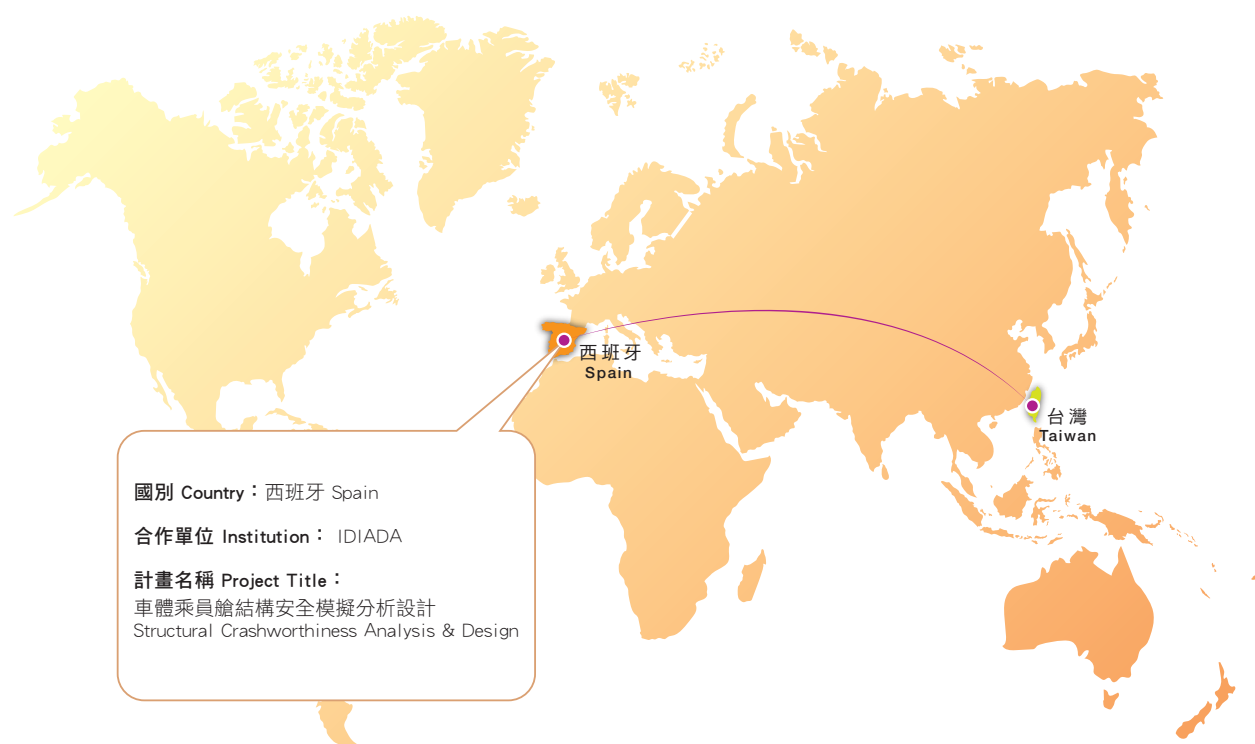 西班牙
Spain
台灣
Taiwan
國別 Country：西班牙 Spain
合作單位 Institution： IDIADA
計畫名稱 Project Title：
車體乘員艙結構安全模擬分析設計
Structural Crashworthiness Analysis & Design